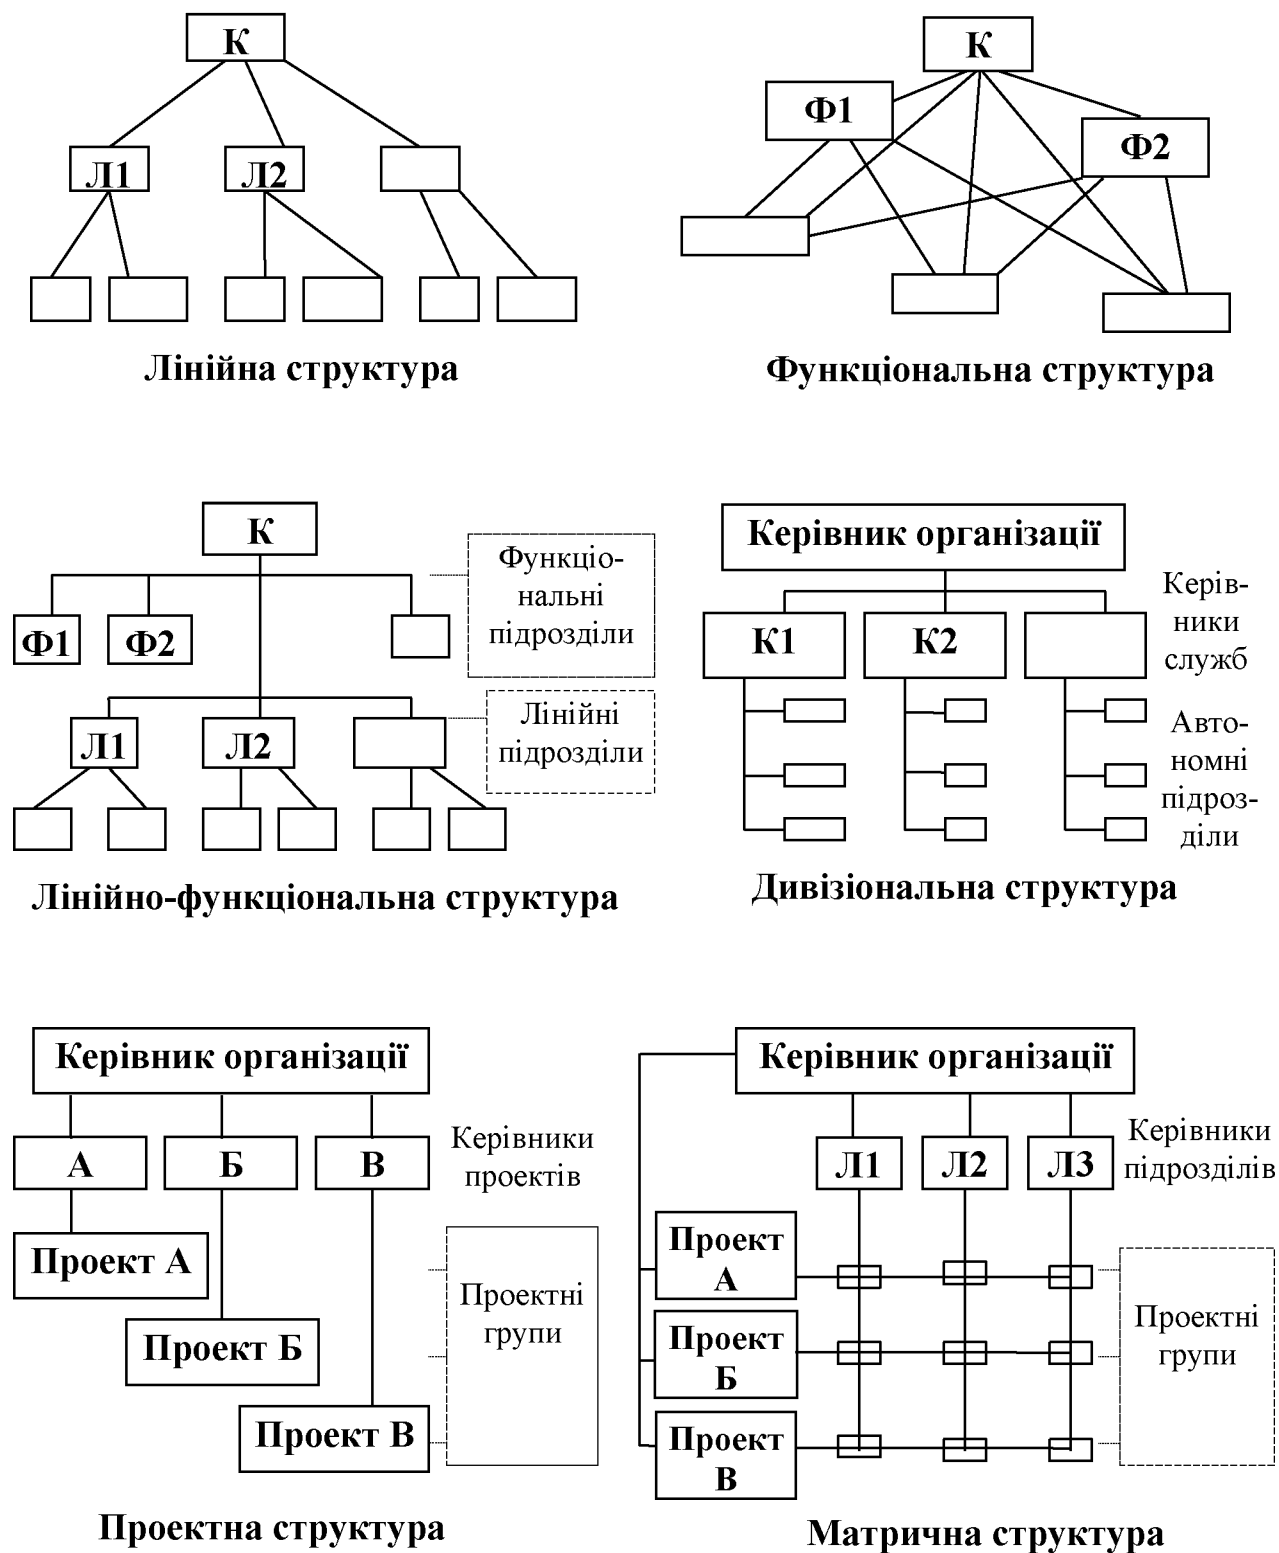 К
Л1
Л2
Лінійна структура
К
Ф1
Ф2
Функціональна структура
К
Функціо-
нальні
підрозділи
Ф1
Ф2
Лінійні
підрозділи
Л1
Л2
Лінійно-функціональна структура
Керівник організації
Керів-
ники
служб
К1
К2
Авто-
номні
підроз-
діли
Дивізіональна структура
Керівник організації
А
Б
В
Керівники
проектів
Проект А
Проект Б
Проект В
Проектні
групи
Проектна структура
Керівник організації
Л1
Л2
Л3
Керівники
підрозділів
Проект
А
Проект
Б
Проект
В
Проектні
групи
Матрична структура